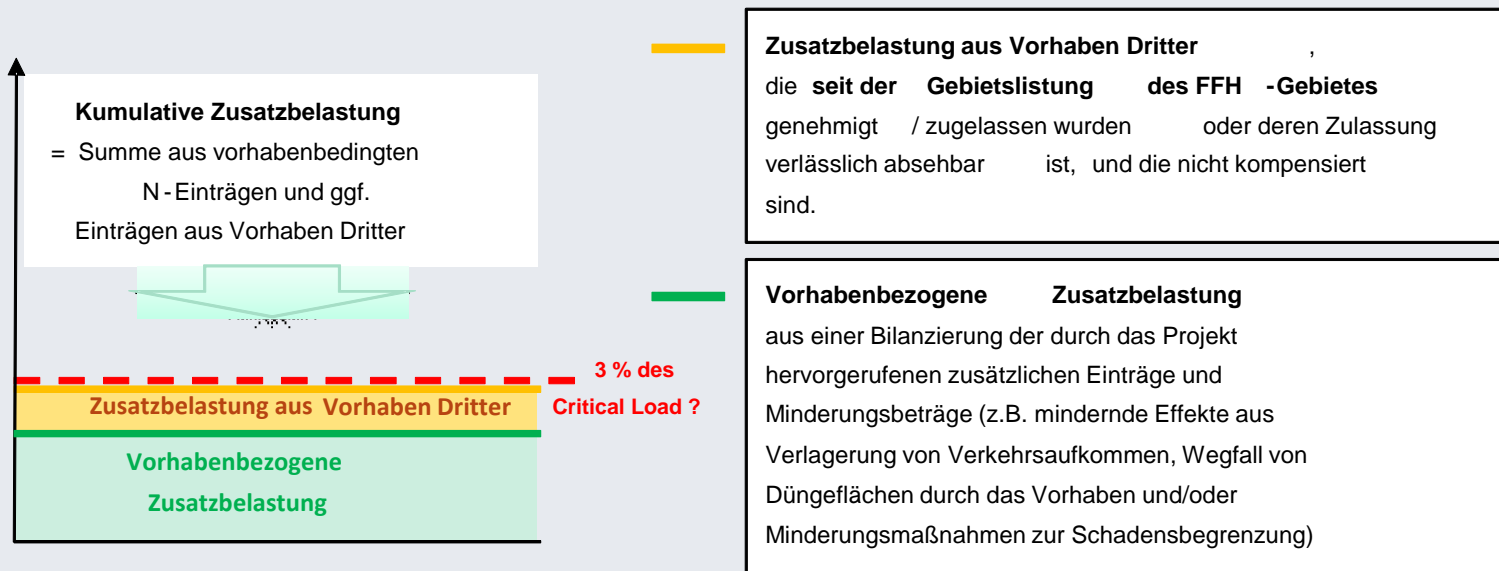 Kumulative Zusatzbelastung
= Summe aus vorhabenbedingten
N - Einträgen und ggf.
Einträgen aus Vorhaben Dritter
3 % des
Critical Load ?
Zusatzbelastung aus Vorhaben Dritter
Vorhabenbezogene
Zusatzbelastung
Zusatzbelastung aus Vorhaben Dritter ,
die seit der Gebietslistung des FFH -Gebietes
genehmigt / zugelassen wurden oder deren Zulassung
verlässlich absehbar ist, und die nicht kompensiert
sind.
Vorhabenbezogene Zusatzbelastung
aus einer Bilanzierung der durch das Projekt
hervorgerufenen zusätzlichen Einträge und
Minderungsbeträge (z.B. mindernde Effekte aus
Verlagerung von Verkehrsaufkommen, Wegfall von
Düngeflächen durch das Vorhaben und/oder
Minderungsmaßnahmen zur Schadensbegrenzung)